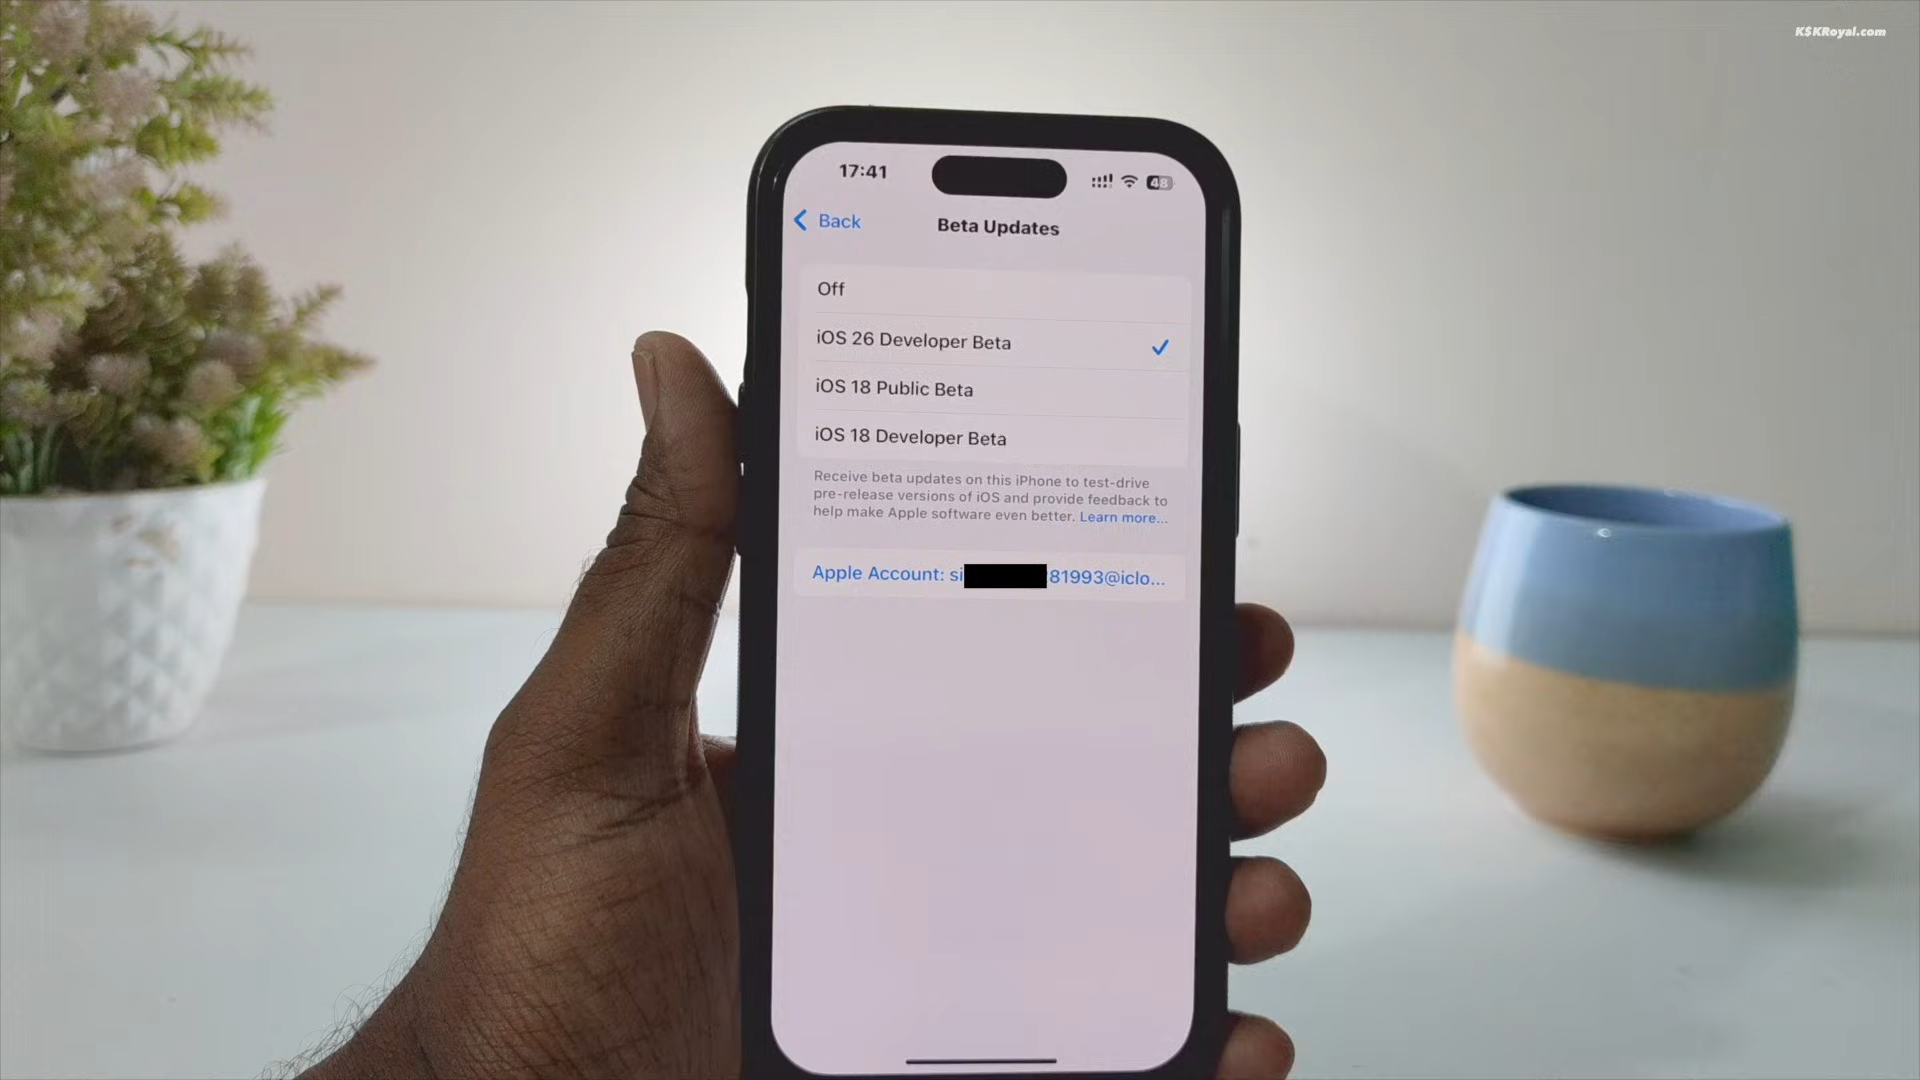 K$KRoyal.com
17:41
48
Back
Beta Updates
Off
iOS 26 Developer Beta
iOS 18 Public Beta
iOS 18 Developer Beta
Receive beta updates on this iPhone to test-drive
pre-release versions of iOS and provide feedback to
help make Apple software even better. Learn more...
Apple Account: si 81993@iclo...